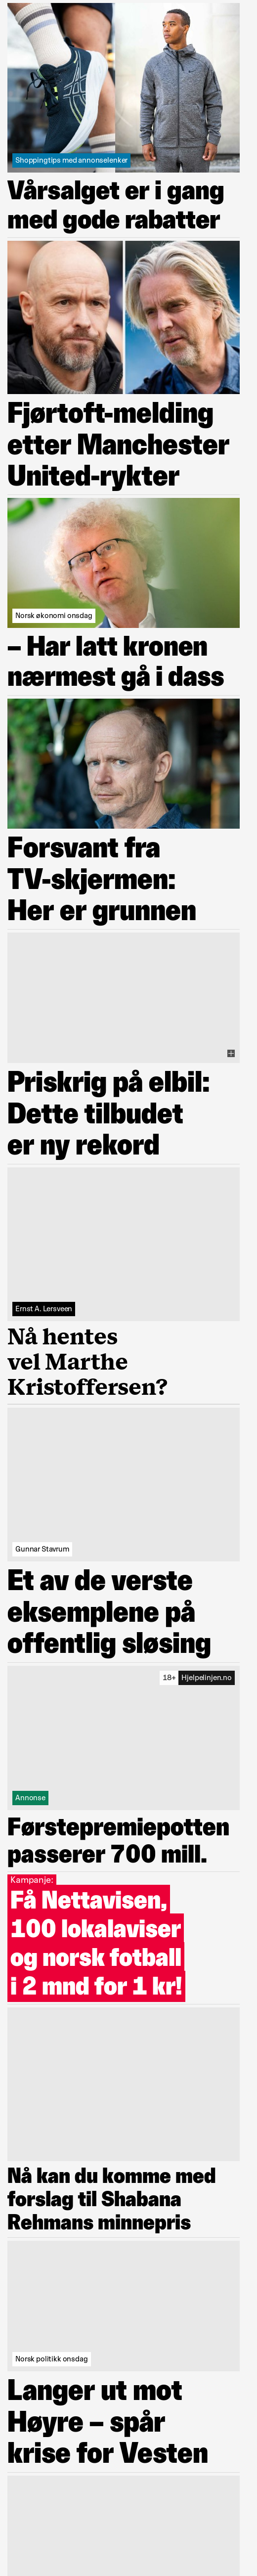 Shoppingtips med annonselenker
Vårsalget er i gang
med gode rabatter
Fjørtoft-melding
etter Manchester
United-rykter
Norsk økonomi onsdag
– Har latt kronen
nærmest gå i dass
Forsvant fra
TV-skjermen:
Her er grunnen
Priskrig på elbil:
Dette tilbudet
er ny rekord
Ernst A. Lersveen
Nå hentes
vel Marthe
Kristoffersen?
Gunnar Stavrum
Et av de verste
eksemplene på
offentlig sløsing
18+ Hjelpelinjen.no
Annonse
Førstepremiepotten
passerer 700 mill.
Kampanje:
Få Nettavisen,
100 lokalaviser
og norsk fotball
i 2 mnd for 1 kr!
Nå kan du komme med
forslag til Shabana
Rehmans minnepris
Norsk politikk onsdag
Langer ut mot
Høyre – spår
krise for Vesten